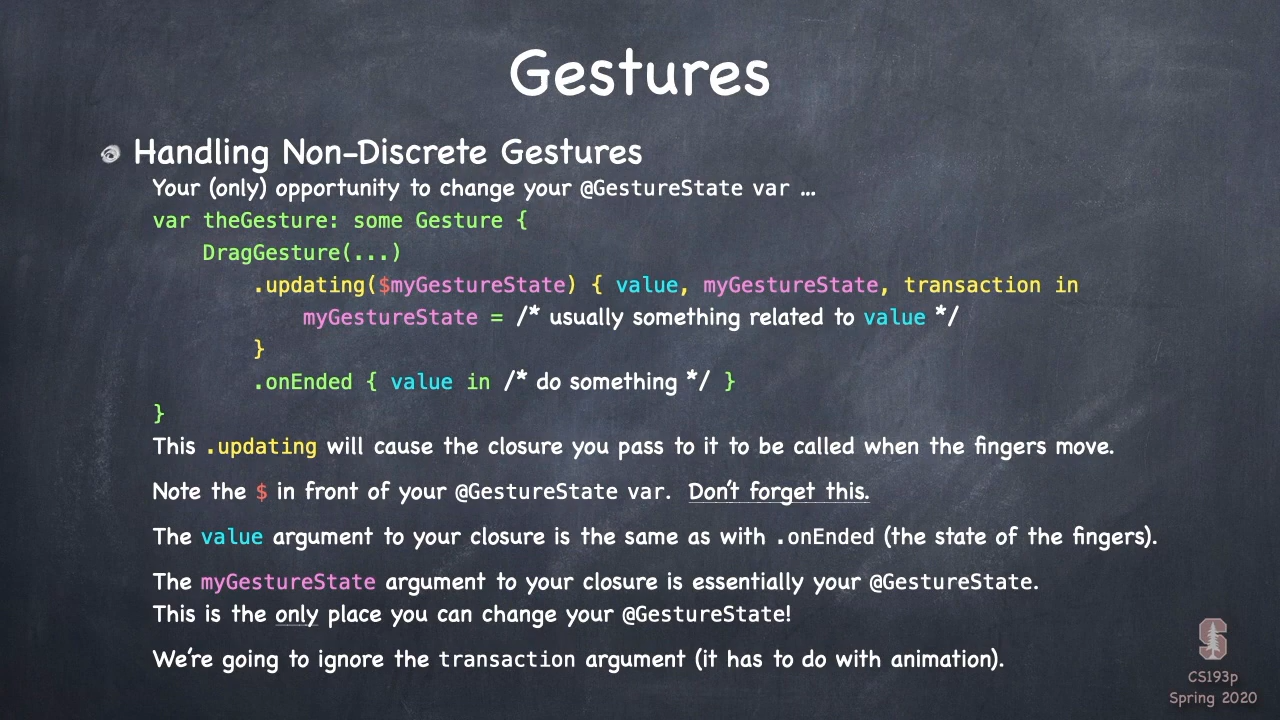 Gestures
Handling Non-Discrete Gestures
Your (only) opportunity to change your @GestureState var ...
var theGesture: some Gesture {
DragGesture(...)
.updating($myGestureState) { value, myGestureState, transaction in
myGestureState = /* usually something related to value */
}
.onEnded { value in /* do something */ }
}
This .updating will cause the closure you pass to it to be called when the fingers move.
Note the $ in front of your @GestureState var. Don't forget this.
The value argument to your closure is the same as with .onEnded (the state of the fingers).
The myGestureState argument to your closure is essentially your @GestureState.
This is the only place you can change your @GestureState!
We're going to ignore the transaction argument (it has to do with animation).
S
CS193p
Spring 2020